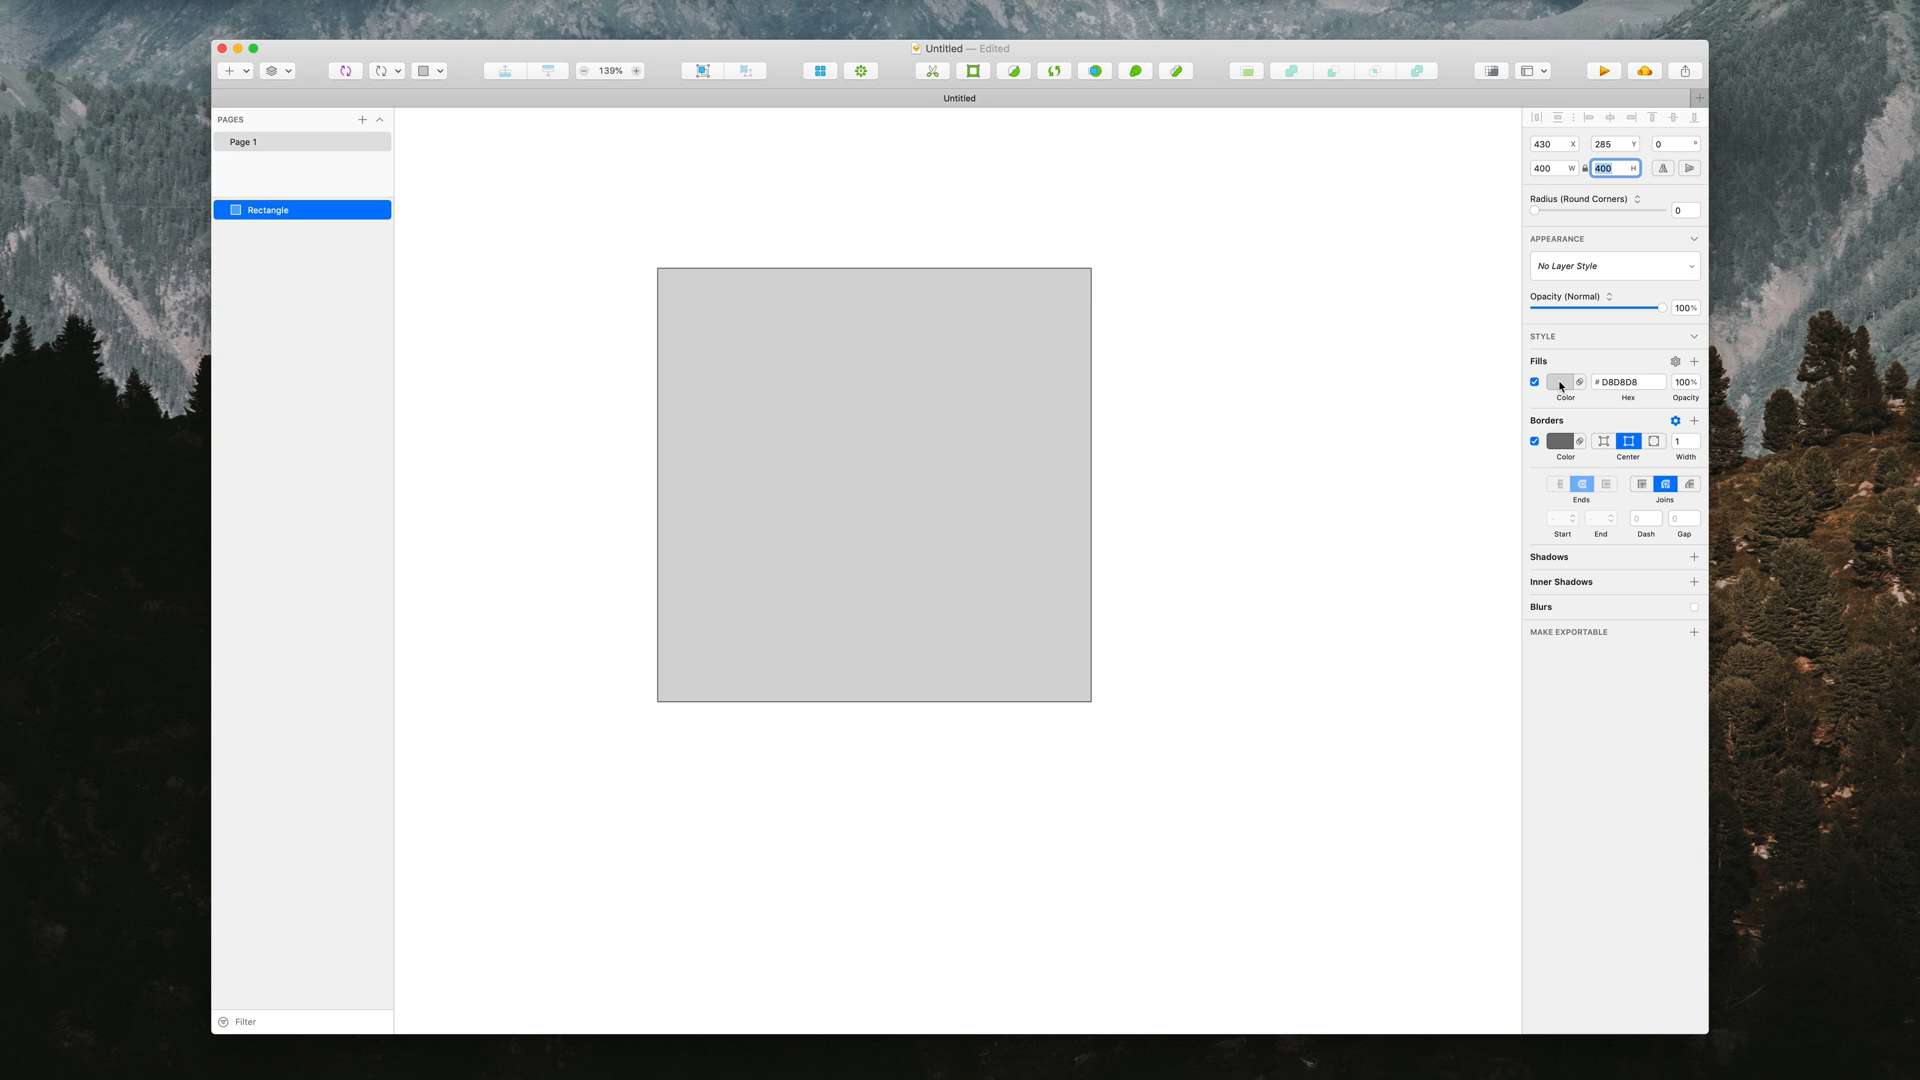 Untitled — Edited
139%
Untitled
PAGES
Page 1
Rectangle
Filter
430 X 285 Y 0 °
400 W 400 H
Radius (Round Corners)
0
APPEARANCE
No Layer Style
Opacity (Normal)
100%
STYLE
Fills
# D8D8D8 100%
Color Hex Opacity
Borders
1
Color Center Width
Ends Joins
- - 0 0
Start End Dash Gap
Shadows
Inner Shadows
Blurs
MAKE EXPORTABLE